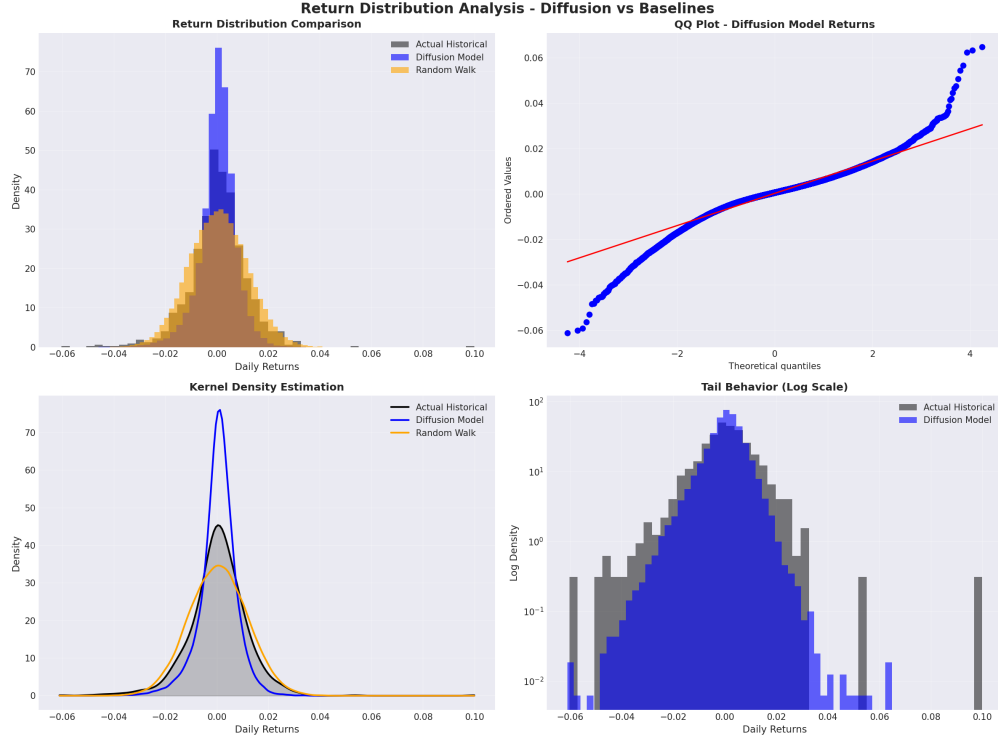 Return Distribution Analysis - Diffusion vs Baselines
Return Distribution Comparison
Actual Historical
Diffusion Model
Random Walk
Density
70
60
50
40
30
20
10
0
−0.06 −0.04 −0.02 0.00 0.02 0.04 0.06 0.08 0.10
Daily Returns
QQ Plot - Diffusion Model Returns
Ordered Values
0.06
0.04
0.02
0.00
−0.02
−0.04
−0.06
−4 −2 0 2 4
Theoretical quantiles
Kernel Density Estimation
Actual Historical
Diffusion Model
Random Walk
Density
70
60
50
40
30
20
10
0
−0.06 −0.04 −0.02 0.00 0.02 0.04 0.06 0.08 0.10
Daily Returns
Tail Behavior (Log Scale)
Actual Historical
Diffusion Model
Log Density
10²
10¹
10⁰
10⁻¹
10⁻²
−0.06 −0.04 −0.02 0.00 0.02 0.04 0.06 0.08 0.10
Daily Returns